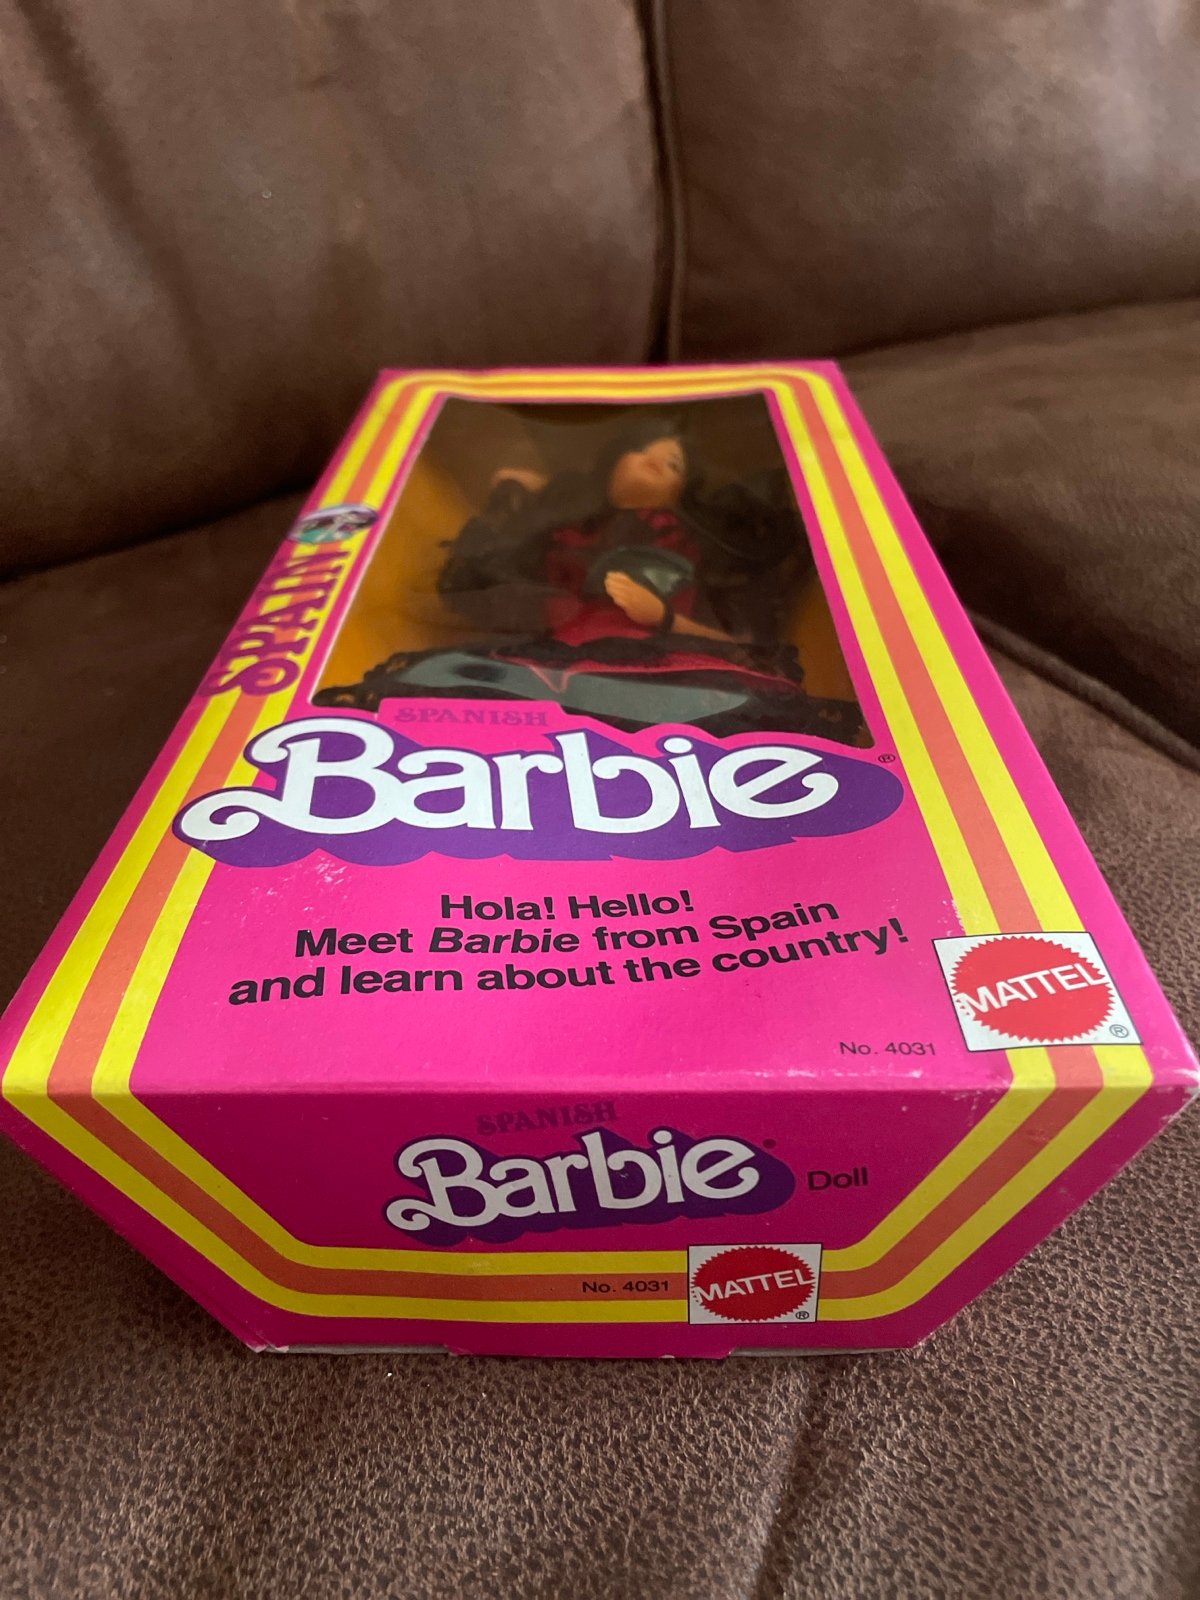 SPAIN
SPANISH
Barbie®
Hola! Hello!
Meet Barbie from Spain
and learn about the country!
MATTEL®
No. 4031
SPANISH
Barbie®
Doll
No. 4031
MATTEL®